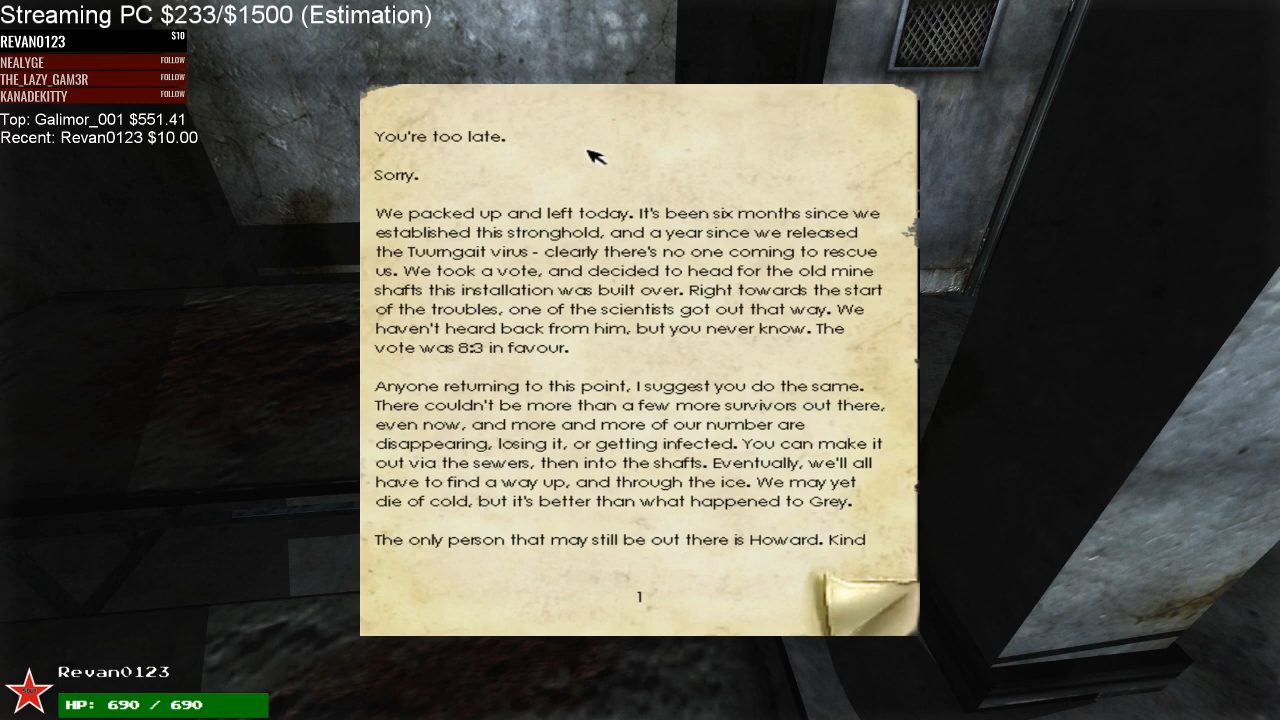 Streaming PC $233/$1500 (Estimation)
REVAN0123 $10
NEALYGE FOLLOW
THE_LAZY_GAM3R FOLLOW
KANADEKITTY FOLLOW
Top: Galimor_001 $551.41
Recent: Revan0123 $10.00
You're too late.
Sorry.
We packed up and left today. It's been six months since we
established this stronghold, and a year since we released
the Tuurngait virus - clearly there's no one coming to rescue
us. We took a vote, and decided to head for the old mine
shafts this installation was built over. Right towards the start
of the troubles, one of the scientists got out that way. We
haven't heard back from him, but you never know. The
vote was 8:3 in favour.
Anyone returning to this point, I suggest you do the same.
There couldn't be more than a few more survivors out there,
even now, and more and more of our number are
disappearing, losing it, or getting infected. You can make it
out via the sewers, then into the shafts. Eventually, we'll all
have to find a way up, and through the ice. We may yet
die of cold, but it's better than what happened to Grey.
The only person that may still be out there is Howard. Kind
1
Revan0123
HP: 690 / 690